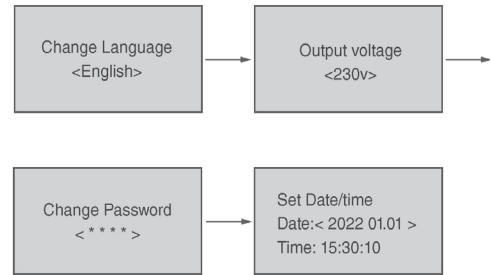 Change Language
<English>
Output voltage
<230v>
Change Password
< * * * * >
Set Date/time
Date:< 2022 01.01 >
Time: 15:30:10